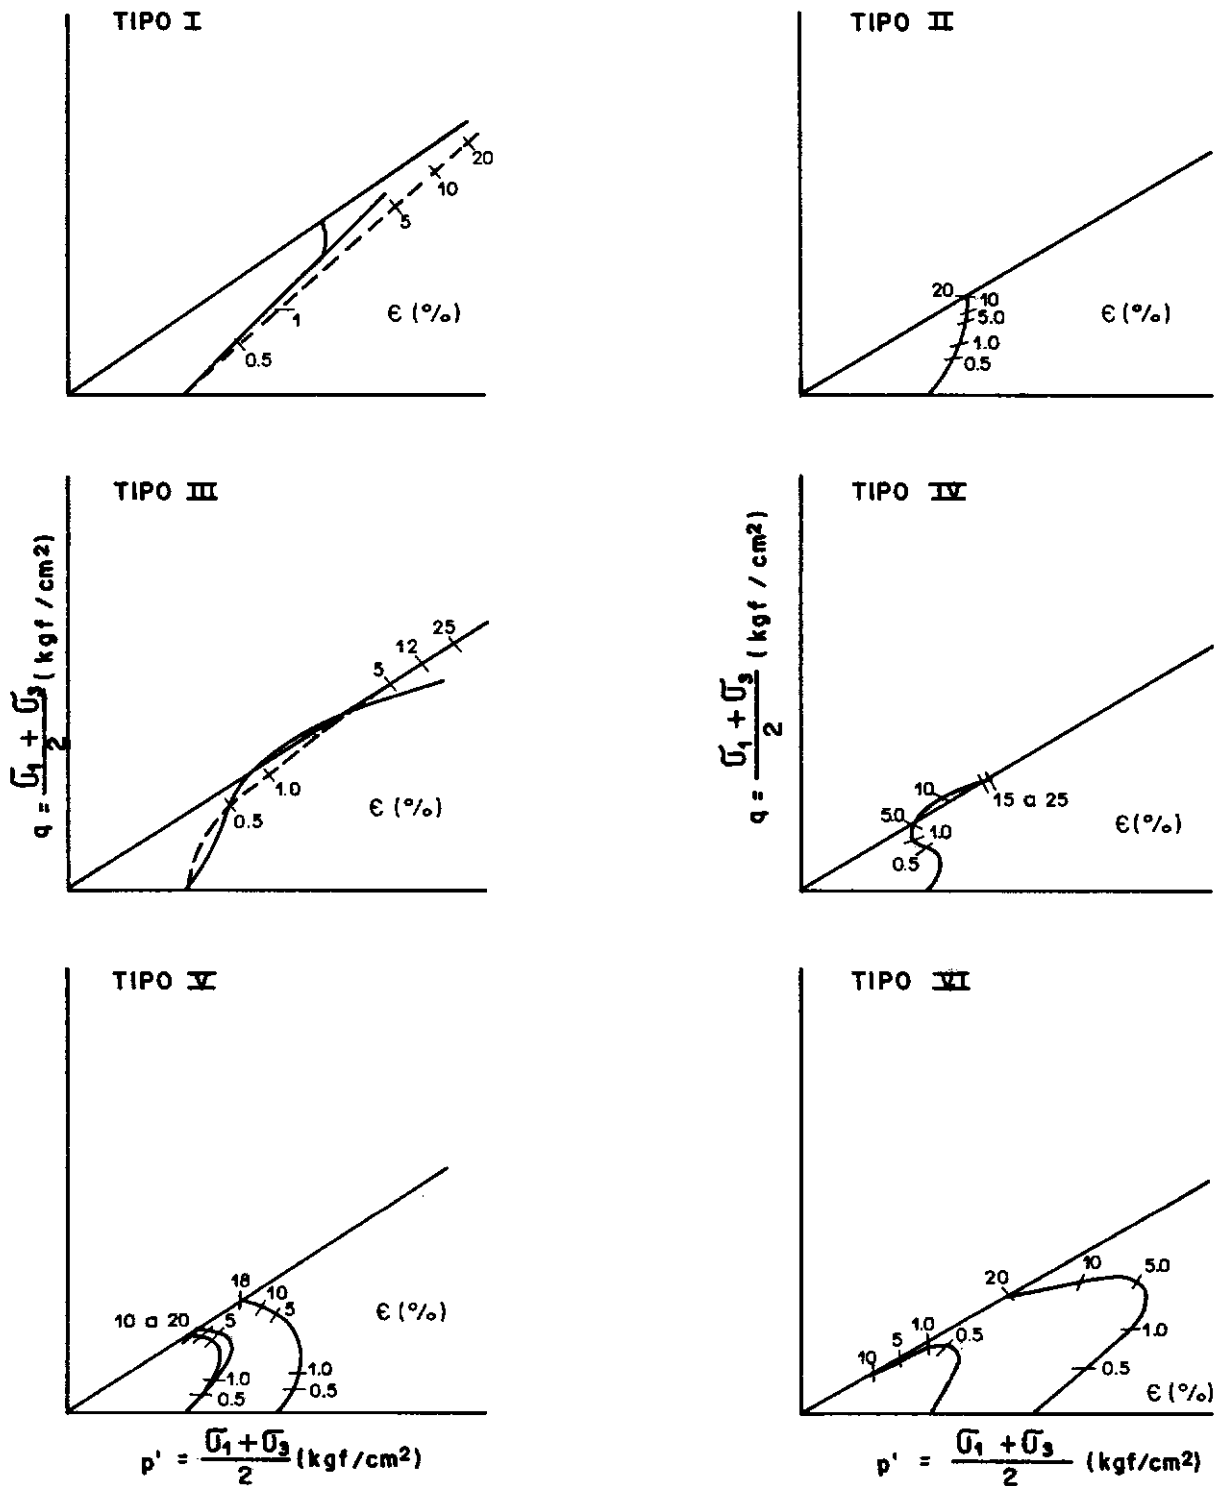 TIPO I
20
10
5
1
0.5
Є (%)
TIPO II
20
10
5.0
1.0
0.5
Є (%)
TIPO III
25
12
5
1.0
0.5
Є (%)
q = σ1 + σ3 / 2 (kgf / cm²)
TIPO IV
10
15 a 25
5.0
1.0
0.5
Є (%)
q = σ1 + σ3 / 2 (kgf / cm²)
TIPO V
18
10
5
10 a 20
5
1.0
0.5
1.0
0.5
Є (%)
p' = σ1 + σ3 / 2 (kgf/cm²)
TIPO VI
20
10
5.0
1.0
0.5
10
5
1.0
0.5
Є (%)
p' = σ1 + σ3 / 2 (kgf/cm²)